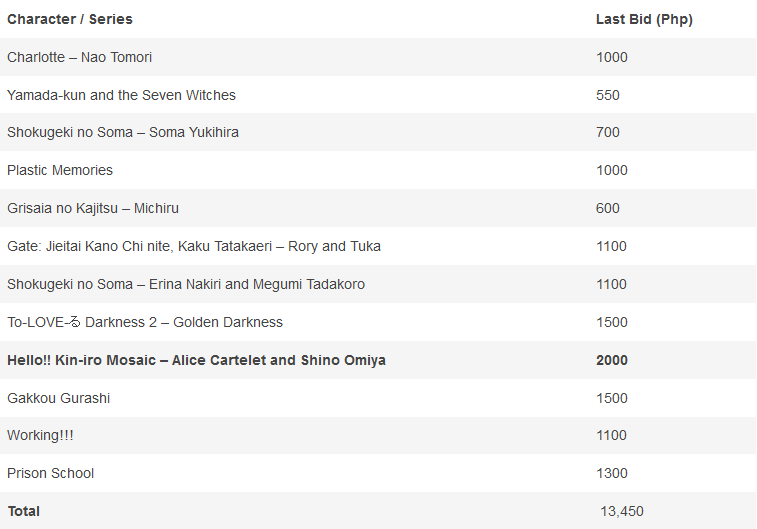 Character / Series Last Bid (Php)
Charlotte – Nao Tomori 1000
Yamada-kun and the Seven Witches 550
Shokugeki no Soma – Soma Yukihira 700
Plastic Memories 1000
Grisaia no Kajitsu – Michiru 600
Gate: Jieitai Kano Chi nite, Kaku Tatakaeri – Rory and Tuka 1100
Shokugeki no Soma – Erina Nakiri and Megumi Tadakoro 1100
To-LOVE-る Darkness 2 – Golden Darkness 1500
Hello!! Kin-iro Mosaic – Alice Cartelet and Shino Omiya 2000
Gakkou Gurashi 1500
Working!!! 1100
Prison School 1300
Total 13,450